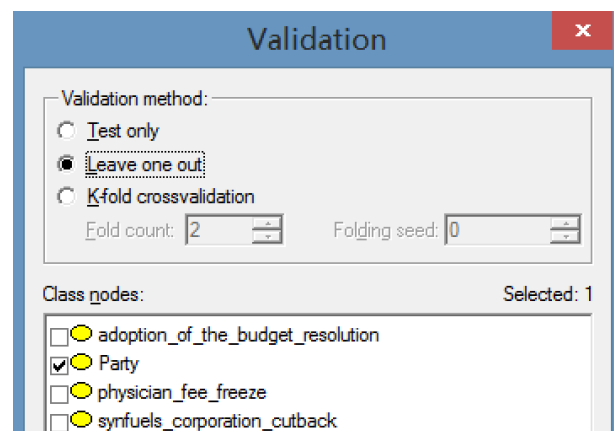 Validation
Validation method:
Test only
Leave one out
K-fold crossvalidation
Fold count: 2 Folding seed: 0
Class nodes: Selected: 1
adoption_of_the_budget_resolution
Party
physician_fee_freeze
synfuels_corporation_cutback